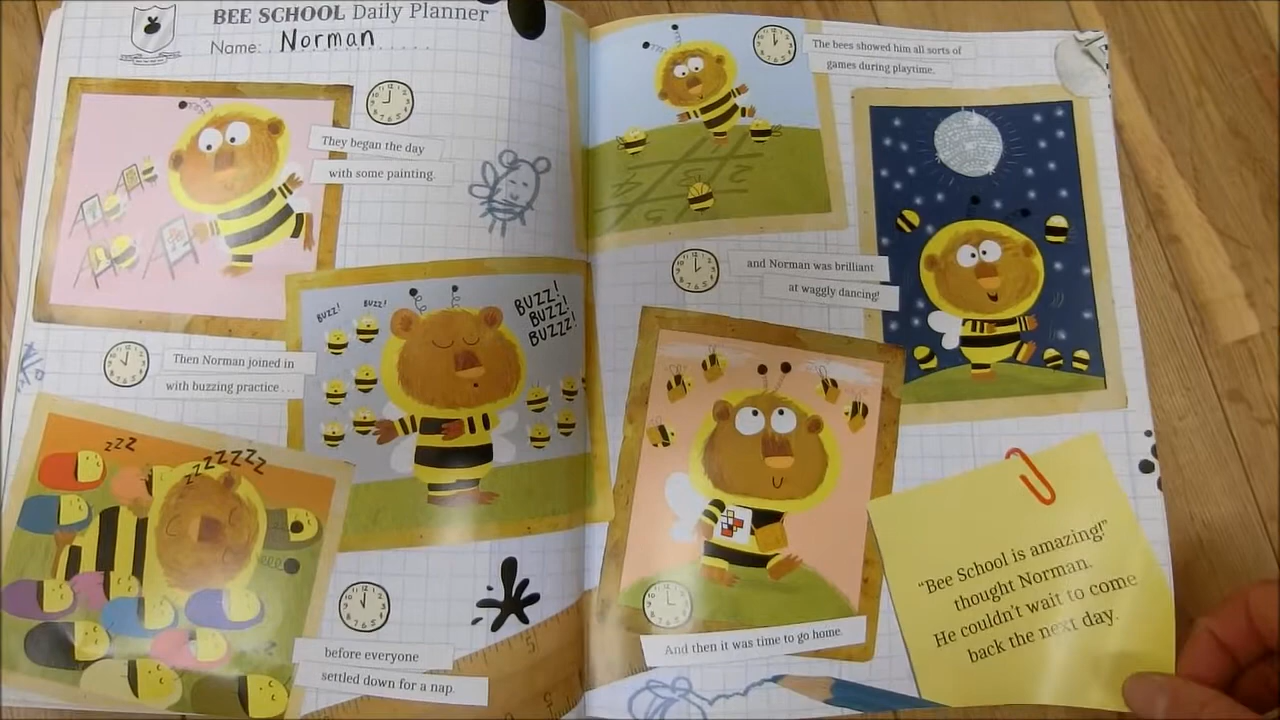 BEE SCHOOL Daily Planner
Name: Norman
They began the day
with some painting.
Then Norman joined in
with buzzing practice . . .
BUZZ!
BUZZ!
BUZZ!
BUZZ!
BUZZZ!
zzz
zzZZZZZ
before everyone
settled down for a nap.
The bees showed him all sorts of
games during playtime.
and Norman was brilliant
at waggly dancing!
And then it was time to go home.
"Bee School is amazing!"
thought Norman.
He couldn't wait to come
back the next day.